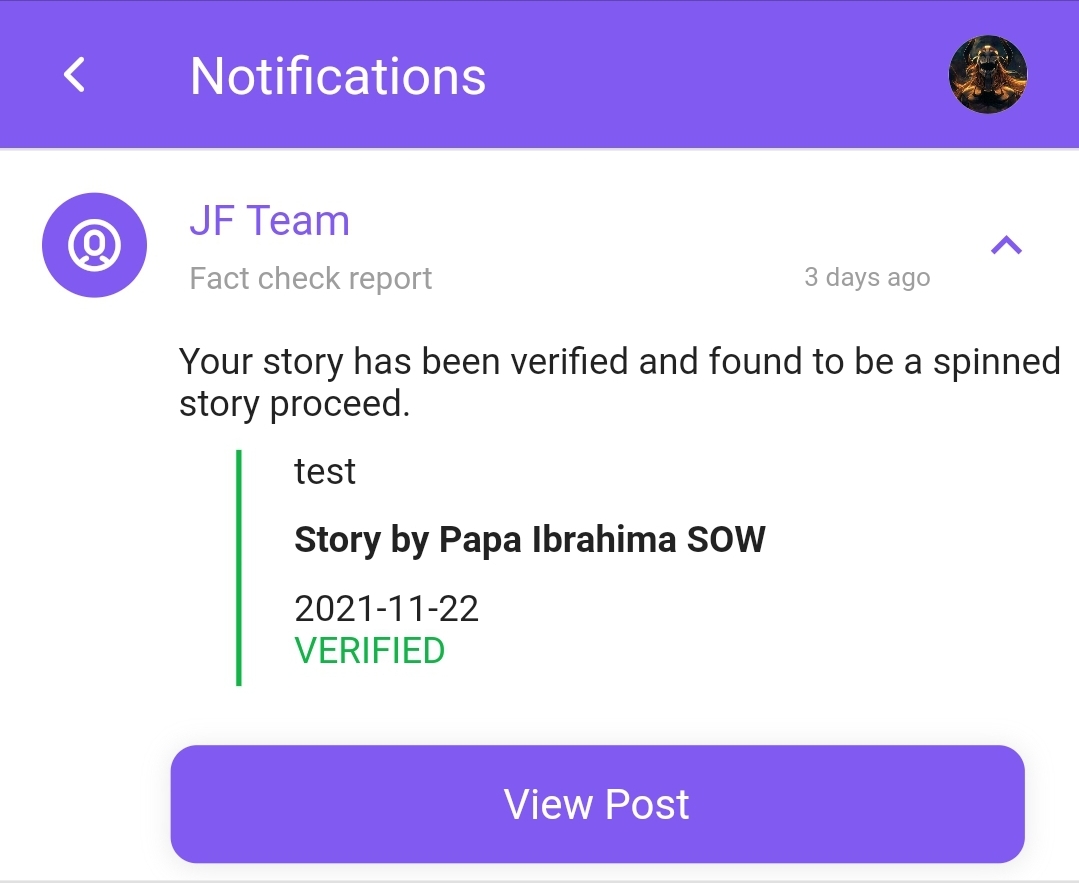 Notifications
JF Team
Fact check report
3 days ago
Your story has been verified and found to be a spinned
story proceed.
test
Story by Papa Ibrahima SOW
2021-11-22
VERIFIED
View Post